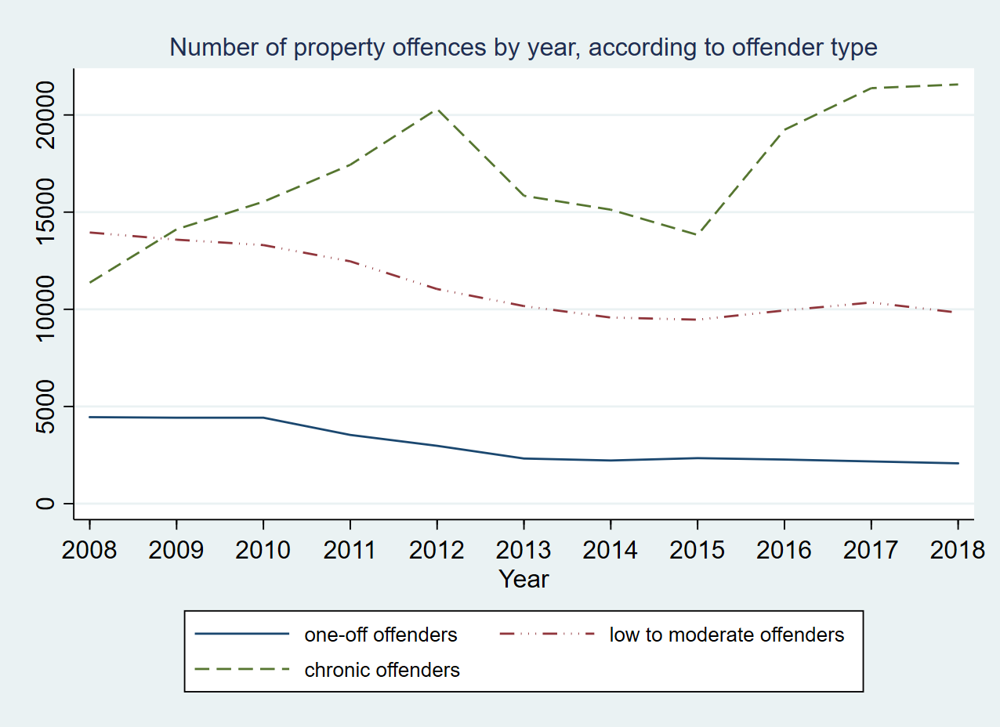 Number of property offences by year, according to offender type
20000
15000
10000
5000
0
2008 2009 2010 2011 2012 2013 2014 2015 2016 2017 2018
Year
one-off offenders low to moderate offenders
chronic offenders